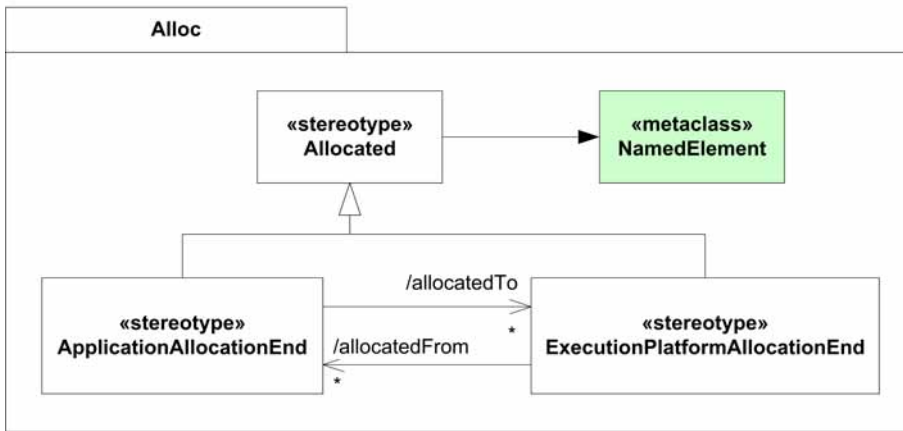 Alloc
«stereotype»
Allocated
«metaclass»
NamedElement
/allocatedTo
*
«stereotype»
ApplicationAllocationEnd
/allocatedFrom
*
«stereotype»
ExecutionPlatformAllocationEnd